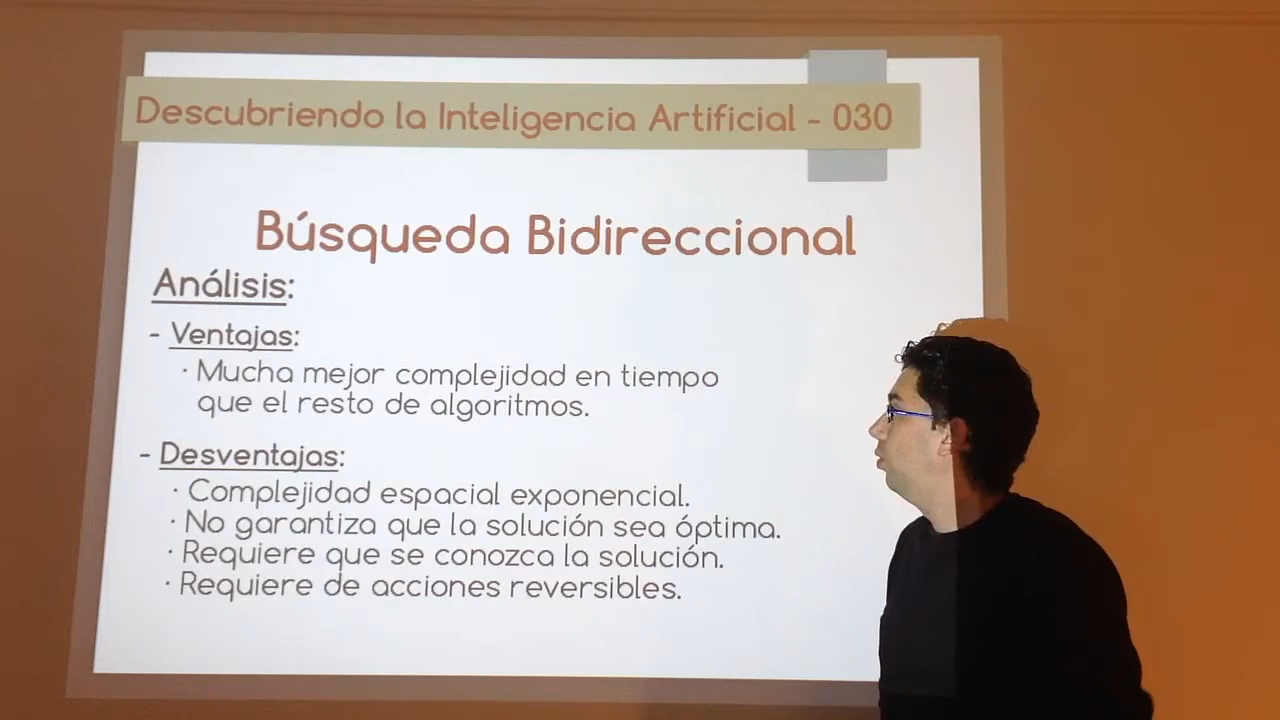 Descubriendo la Inteligencia Artificial - 030
Búsqueda Bidireccional
Análisis:
- Ventajas:
· Mucha mejor complejidad en tiempo
que el resto de algoritmos.
- Desventajas:
· Complejidad espacial exponencial.
· No garantiza que la solución sea óptima.
· Requiere que se conozca la solución.
· Requiere de acciones reversibles.